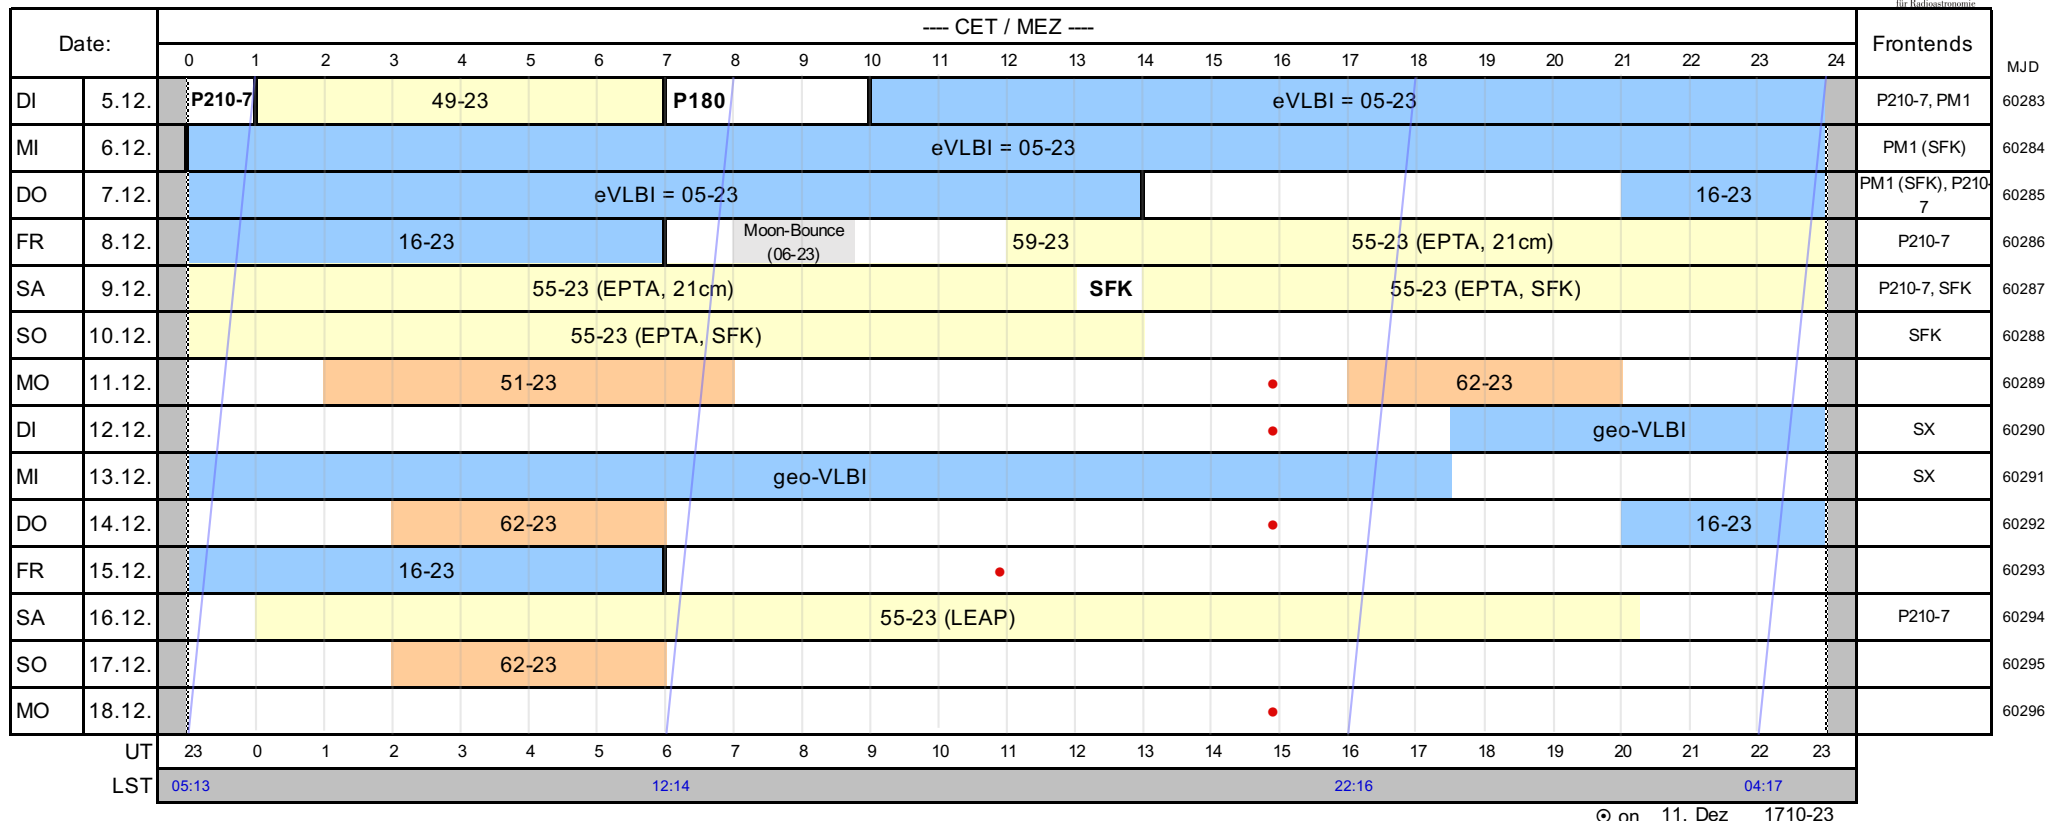 für Radioastronomie
Date:
---- CET / MEZ ----
Frontends
MJD
0 1 2 3 4 5 6 7 8 9 10 11 12 13 14 15 16 17 18 19 20 21 22 23 24
DI 5.12. P210-7 49-23 P180 eVLBI = 05-23 P210-7, PM1 60283
MI 6.12. eVLBI = 05-23 PM1 (SFK) 60284
DO 7.12. eVLBI = 05-23 16-23 PM1 (SFK), P210-
7
60285
FR 8.12. 16-23 Moon-Bounce
(06-23)
59-23 55-23 (EPTA, 21cm) P210-7 60286
SA 9.12. 55-23 (EPTA, 21cm) SFK 55-23 (EPTA, SFK) P210-7, SFK 60287
SO 10.12. 55-23 (EPTA, SFK) SFK 60288
MO 11.12. 51-23 62-23 60289
DI 12.12. geo-VLBI SX 60290
MI 13.12. geo-VLBI SX 60291
DO 14.12. 62-23 16-23 60292
FR 15.12. 16-23 60293
SA 16.12. 55-23 (LEAP) P210-7 60294
SO 17.12. 62-23 60295
MO 18.12. 60296
UT 23 0 1 2 3 4 5 6 7 8 9 10 11 12 13 14 15 16 17 18 19 20 21 22 23
LST 05:13 12:14 22:16 04:17
⊙ on 11. Dez 1710-23